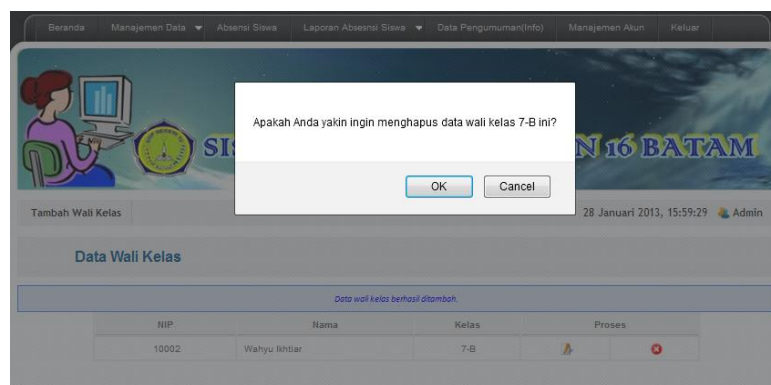 Beranda Manajemen Data Absensi Siswa Laporan Absesnsi Siswa Data Pengumuman(Info) Manajemen Akun Keluar
Apakah Anda yakin ingin menghapus data wali kelas 7-B ini?
SIS N 16 BATAM
OK Cancel
Tambah Wali Kelas 28 Januari 2013, 15:59:29 Admin
Data Wali Kelas
Data wali kelas berhasil ditambah.
NIP Nama Kelas Proses
10002 Wahyu Ikhtiar 7-B